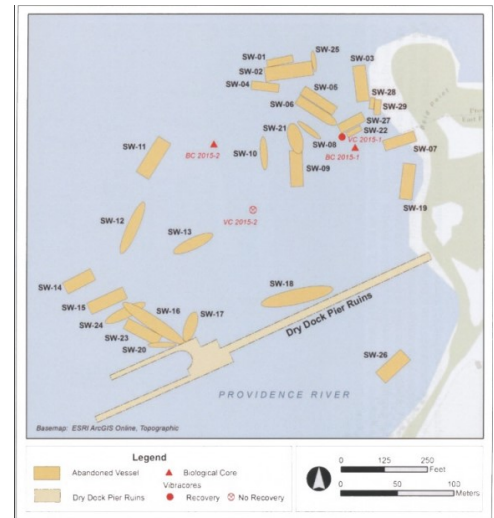 SW-01
SW-25
SW-02
SW-03
SW-04
SW-05
SW-28
SW-06
SW-29
SW-27
SW-21
SW-22
VC 2015-1
SW-08
SW-07
SW-11
BC 2015-2
SW-10
BC 2015-1
SW-09
SW-19
SW-12
VC 2015-2
SW-13
SW-14
SW-18
SW-15
SW-16
SW-24
SW-17
SW-23
SW-20
Dry Dock Pier Ruins
SW-26
PROVIDENCE RIVER
Basemap: ESRI ArcGIS Online, Topographic
Legend
Abandoned Vessel
Biological Core
Vibracores
Dry Dock Pier Ruins
Recovery
No Recovery
0 125 250
Feet
0 50 100
Meters